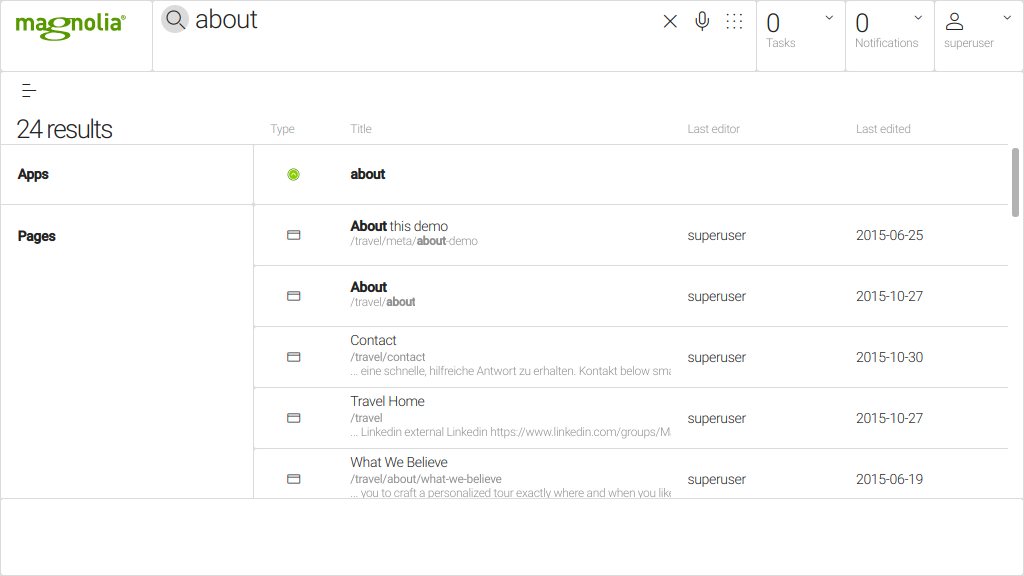 magnolia®
about
0
Tasks
0
Notifications
superuser
24 results
Type Title Last editor Last edited
Apps
about
Pages
About this demo
/travel/meta/about-demo
superuser 2015-06-25
About
/travel/about
superuser 2015-10-27
Contact
/travel/contact
... eine schnelle, hilfreiche Antwort zu erhalten. Kontakt below
superuser 2015-10-30
Travel Home
/travel
... Linkedin external Linkedin https://www.linkedin.com/groups/
superuser 2015-10-27
What We Believe
/travel/about/what-we-believe
... you to craft a personalized tour exactly where and when you like
superuser 2015-06-19